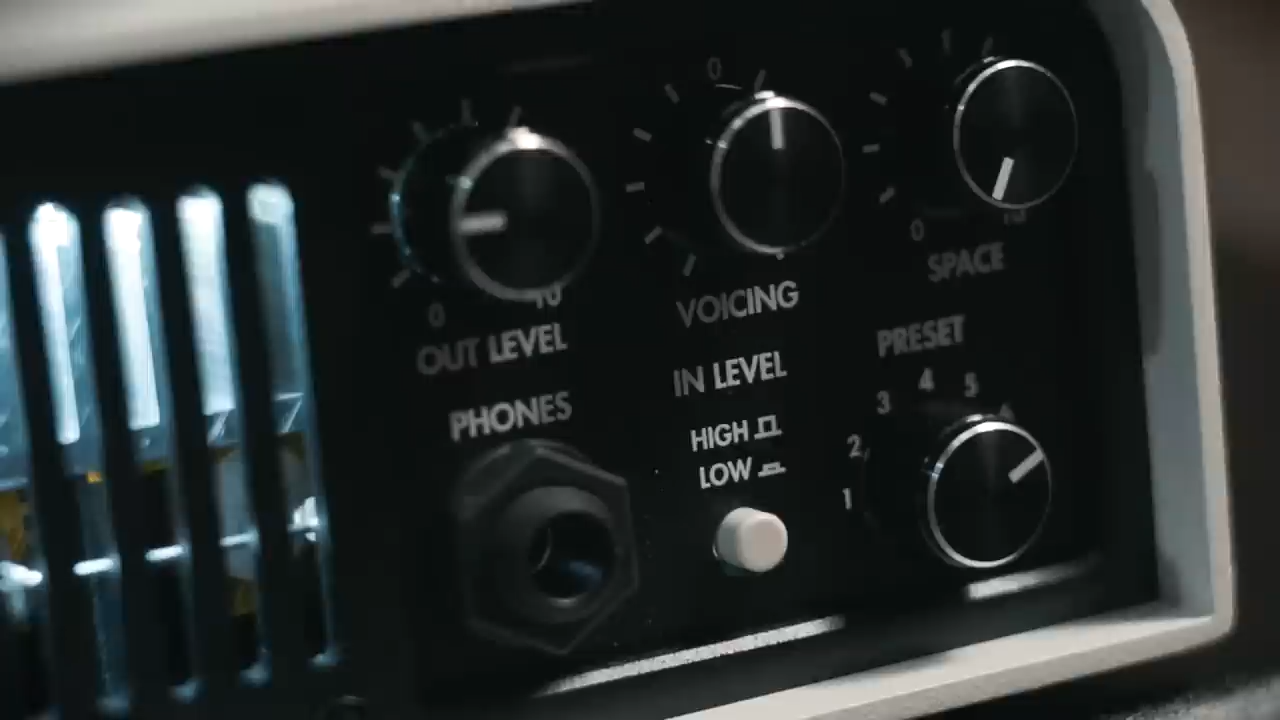 0
0
10
OUT LEVEL
VOICING
0
10
SPACE
PHONES
IN LEVEL
HIGH
LOW
PRESET
1
2
3
4
5